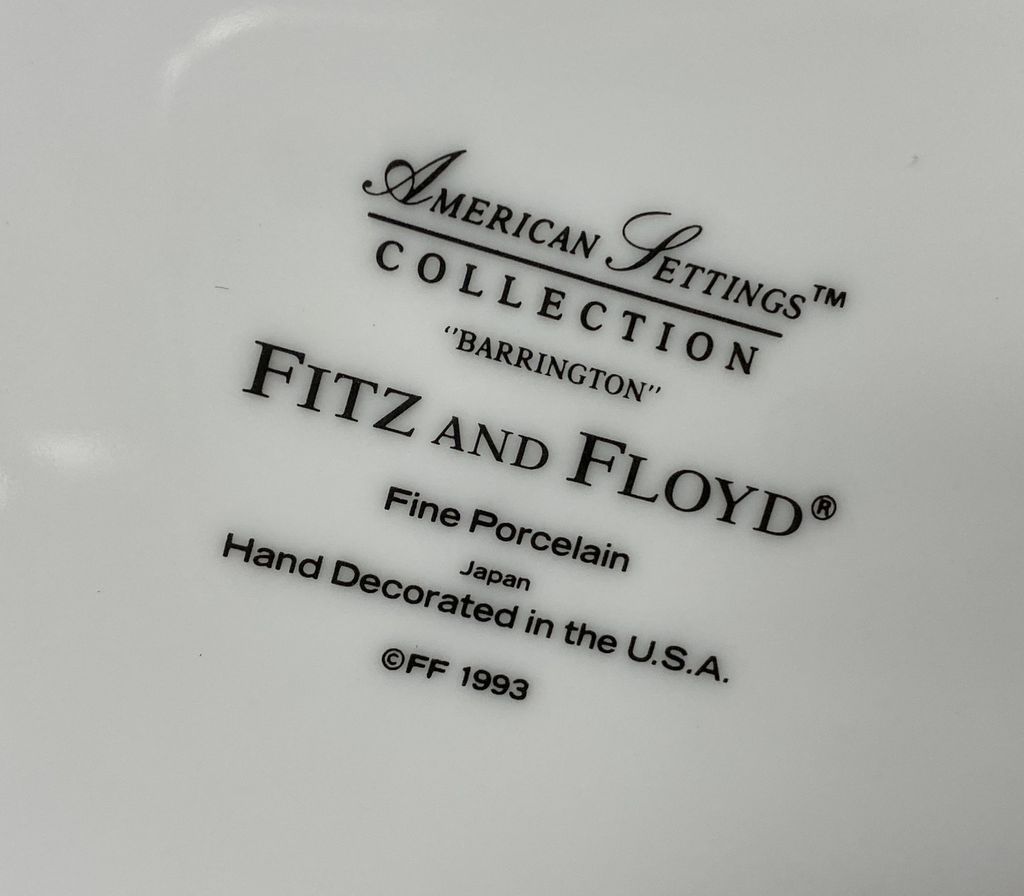 AMERICAN SETTINGS™
COLLECTION
"BARRINGTON"
FITZ AND FLOYD®
Fine Porcelain
Japan
Hand Decorated in the U.S.A.
©FF 1993